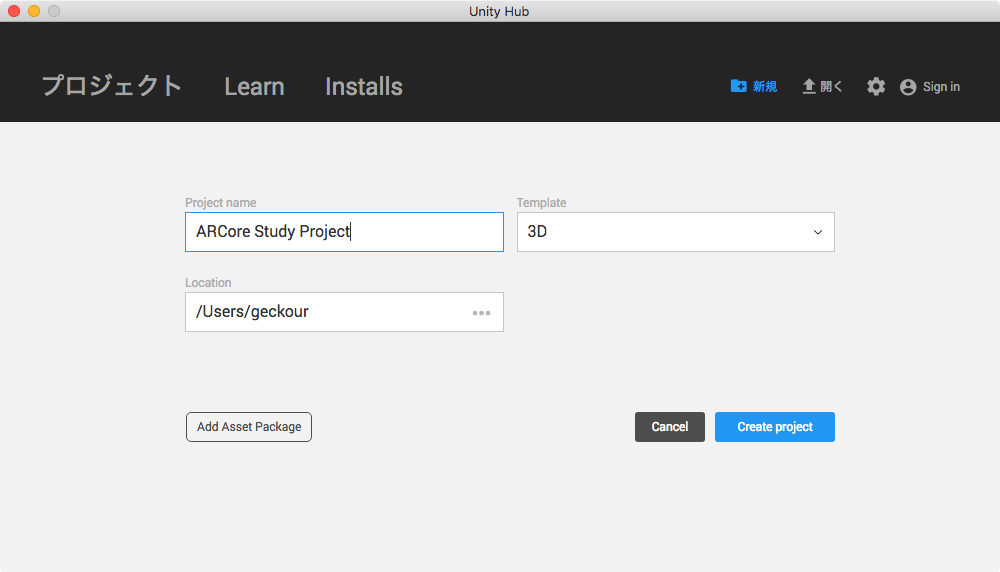 Unity Hub
プロジェクト Learn Installs 新規 開く Sign in
Project name Template
ARCore Study Project 3D
Location
/Users/geckour
Add Asset Package Cancel Create project